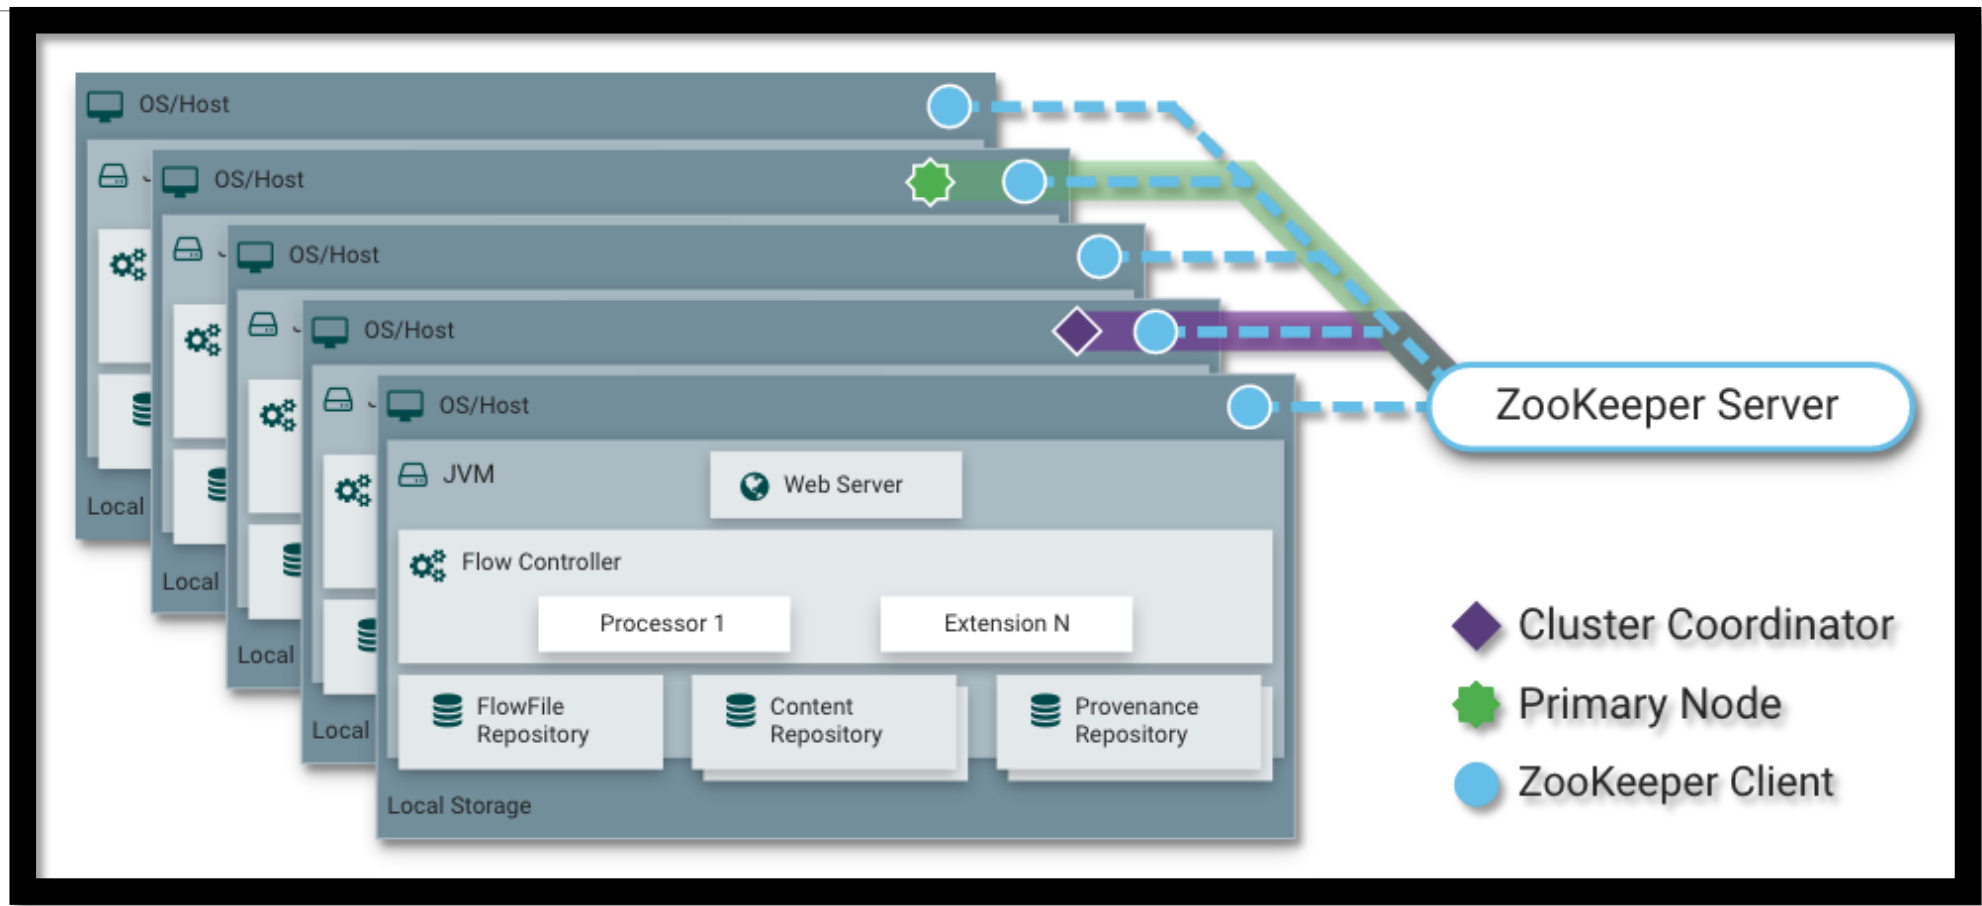 OS/Host
OS/Host
OS/Host
OS/Host
OS/Host
ZooKeeper Server
JVM
Web Server
Local
Flow Controller
Local
Processor 1
Extension N
Local
FlowFile
Repository
Content
Repository
Provenance
Repository
Local
Local Storage
Cluster Coordinator
Primary Node
ZooKeeper Client